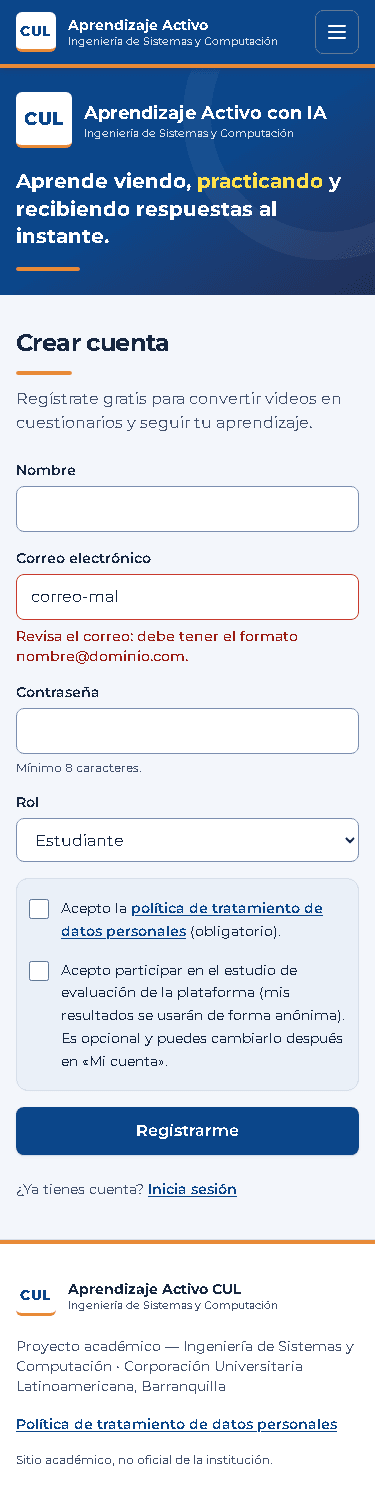 CUL
Aprendizaje Activo
Ingeniería de Sistemas y Computación
CUL
Aprendizaje Activo con IA
Ingeniería de Sistemas y Computación
Aprende viendo, practicando y
recibiendo respuestas al
instante.
Crear cuenta
Regístrate gratis para convertir videos en
cuestionarios y seguir tu aprendizaje.
Nombre
Correo electrónico
correo-mal
Revisa el correo: debe tener el formato
nombre@dominio.com.
Contraseña
Mínimo 8 caracteres.
Rol
Estudiante
Acepto la política de tratamiento de
datos personales (obligatorio).
Acepto participar en el estudio de
evaluación de la plataforma (mis
resultados se usarán de forma anónima).
Es opcional y puedes cambiarlo después
en «Mi cuenta».
Registrarme
¿Ya tienes cuenta? Inicia sesión
CUL
Aprendizaje Activo CUL
Ingeniería de Sistemas y Computación
Proyecto académico — Ingeniería de Sistemas y
Computación · Corporación Universitaria
Latinoamericana, Barranquilla
Política de tratamiento de datos personales
Sitio académico, no oficial de la institución.